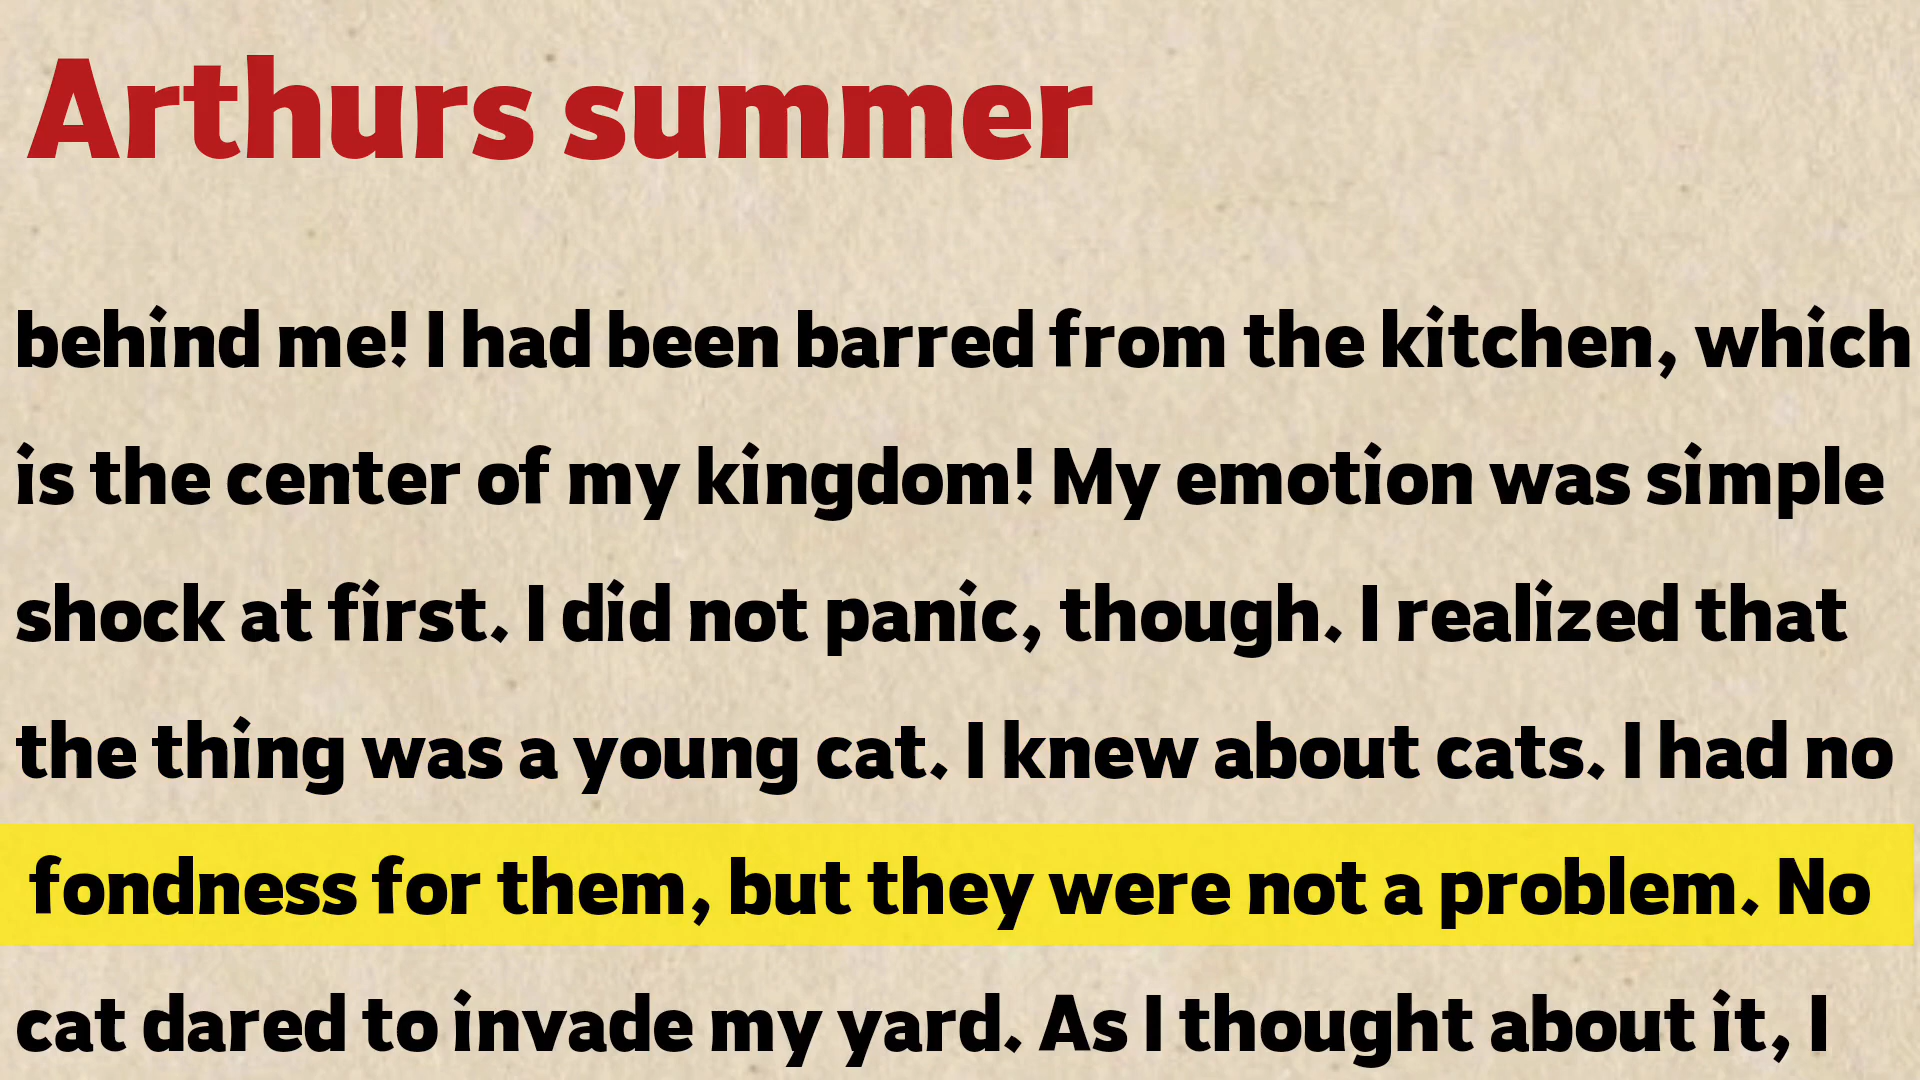 Arthurs summer
behind me! I had been barred from the kitchen, which
is the center of my kingdom! My emotion was simple
shock at first. I did not panic, though. I realized that
the thing was a young cat. I knew about cats. I had no
fondness for them, but they were not a problem. No
cat dared to invade my yard. As I thought about it, I